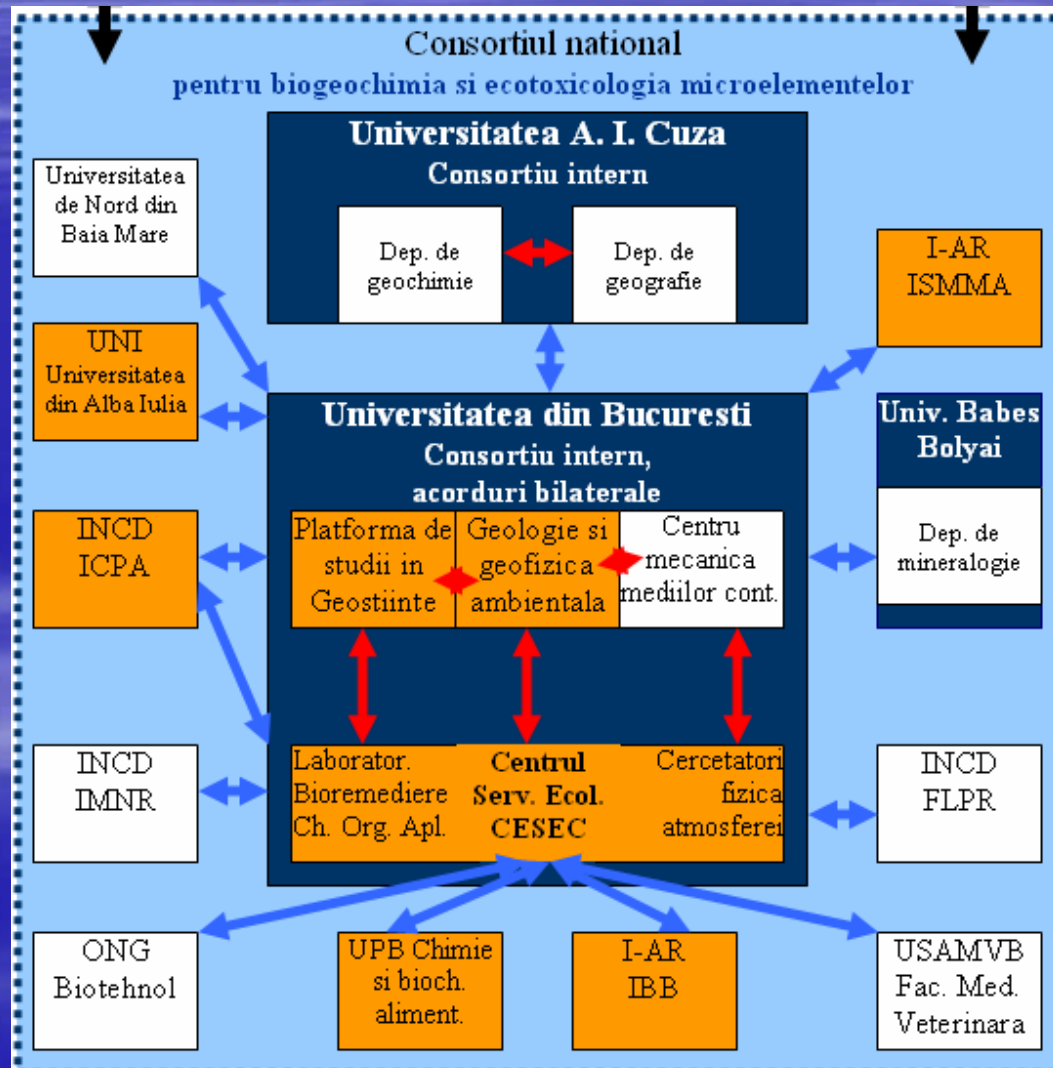 Consortiul national
pentru biogeochimia si ecotoxicologia microelementelor
Universitatea A. I. Cuza
Consortiu intern
Dep. de
geochimie
Dep. de
geografie
Universitatea
de Nord din
Baia Mare
I-AR
ISMMA
UNI
Universitatea
din Alba Iulia
Universitatea din Bucuresti
Consortiu intern,
acorduri bilaterale
Platforma de
studii in
Geostiinte
Geologie si
geofizica
ambientala
Centru
mecanica
mediilor cont.
Univ. Babes
Bolyai
Dep. de
mineralogie
INCD
ICPA
Laborator.
Bioremediere
Ch. Org. Apl.
Centrul
Serv. Ecol.
CESEC
Cercetatori
fizica
atmosferei
INCD
IMNR
INCD
FLPR
ONG
Biotehnol
UPB Chimie
si bioch.
aliment.
I-AR
IBB
USAMVB
Fac. Med.
Veterinara